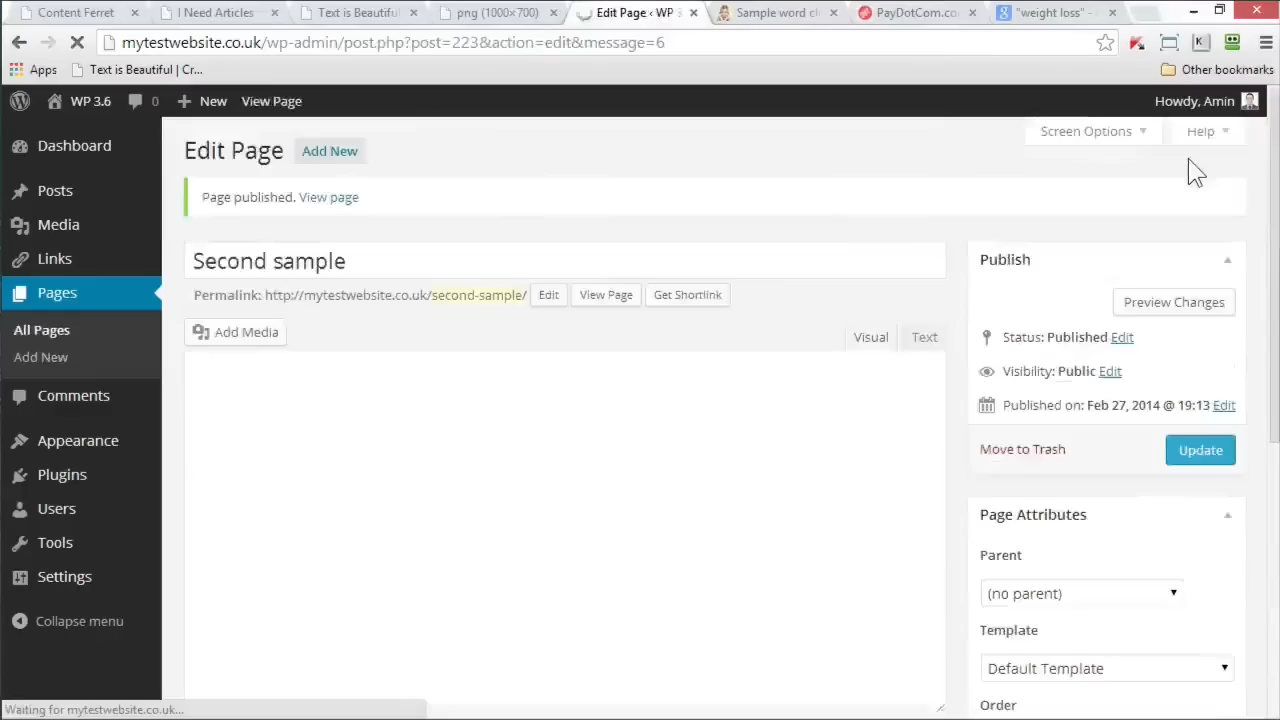 Content Ferret
I Need Articles
Text is Beautiful
png (1000×700)
Edit Page ‹ WP 3
Sample word cl
PayDotCom.co
"weight loss" -
mytestwebsite.co.uk/wp-admin/post.php?post=223&action=edit&message=6
Apps
Text is Beautiful | Cr...
Other bookmarks
WP 3.6
0
New
View Page
Howdy, Amin
Dashboard
Posts
Media
Links
Pages
All Pages
Add New
Comments
Appearance
Plugins
Users
Tools
Settings
Collapse menu
Screen Options
Help
Edit Page
Add New
Page published. View page
Second sample
Permalink: http://mytestwebsite.co.uk/second-sample/
Edit
View Page
Get Shortlink
Add Media
Visual
Text
Publish
Preview Changes
Status: Published Edit
Visibility: Public Edit
Published on: Feb 27, 2014 @ 19:13 Edit
Move to Trash
Update
Page Attributes
Parent
(no parent)
Template
Default Template
Order
Waiting for mytestwebsite.co.uk...